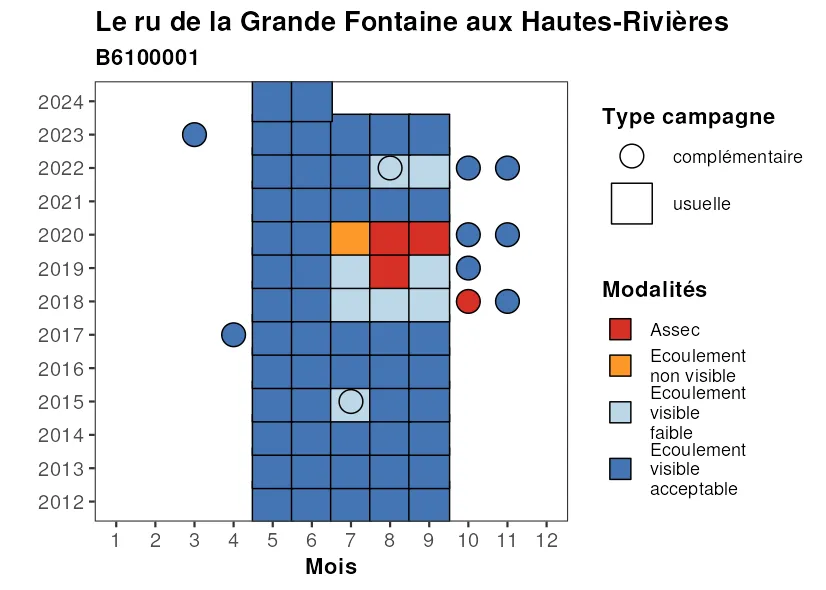 Le ru de la Grande Fontaine aux Hautes-Rivières
B6100001
2024
2023
2022
2021
2020
2019
2018
2017
2016
2015
2014
2013
2012
1 2 3 4 5 6 7 8 9 10 11 12
Mois
Type campagne
complémentaire
usuelle
Modalités
Assec
Ecoulement
non visible
Ecoulement
visible
faible
Ecoulement
visible
acceptable